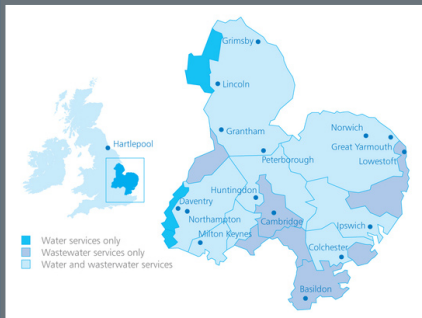 Grimsby
Lincoln
Hartlepool
Grantham
Norwich
Great Yarmouth
Lowestoft
Peterborough
Huntingdon
Daventry
Northampton
Cambridge
Milton Keynes
Ipswich
Colchester
Basildon
Water services only
Wastewater services only
Water and wasterwater services